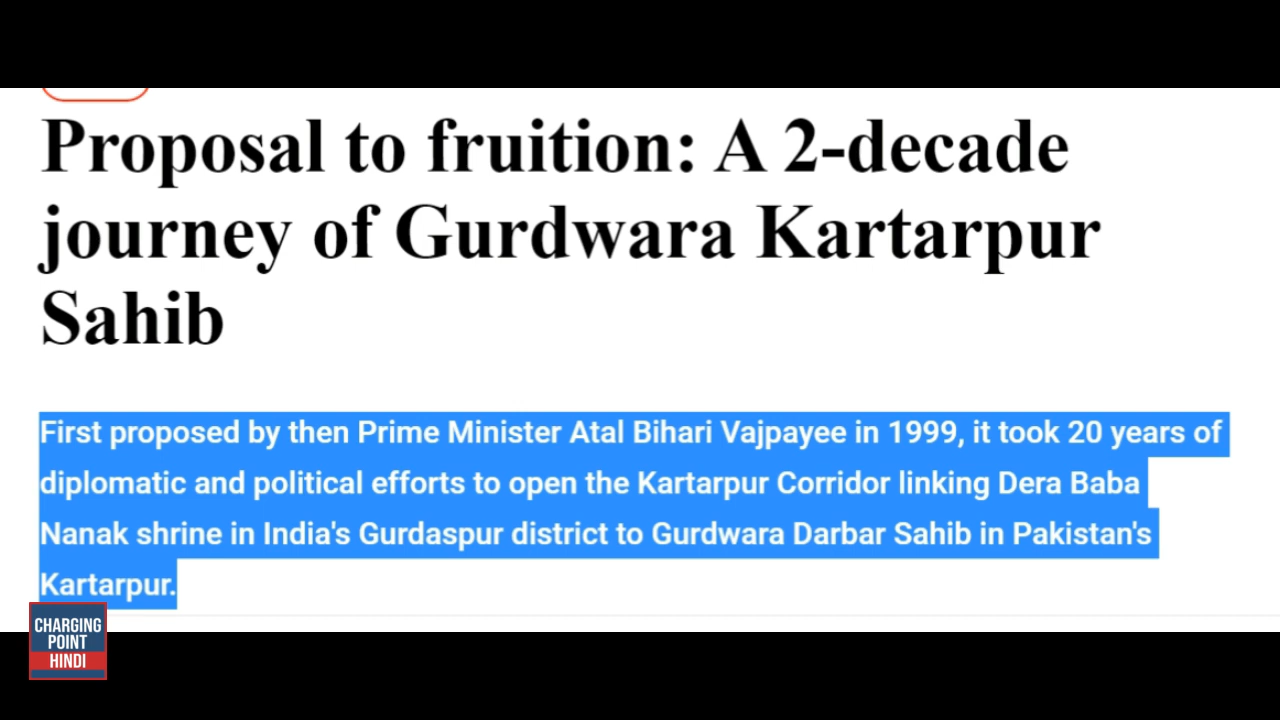 Proposal to fruition: A 2-decade
journey of Gurdwara Kartarpur
Sahib
First proposed by then Prime Minister Atal Bihari Vajpayee in 1999, it took 20 years of
diplomatic and political efforts to open the Kartarpur Corridor linking Dera Baba
Nanak shrine in India's Gurdaspur district to Gurdwara Darbar Sahib in Pakistan's
Kartarpur.
CHARGING
POINT
HINDI